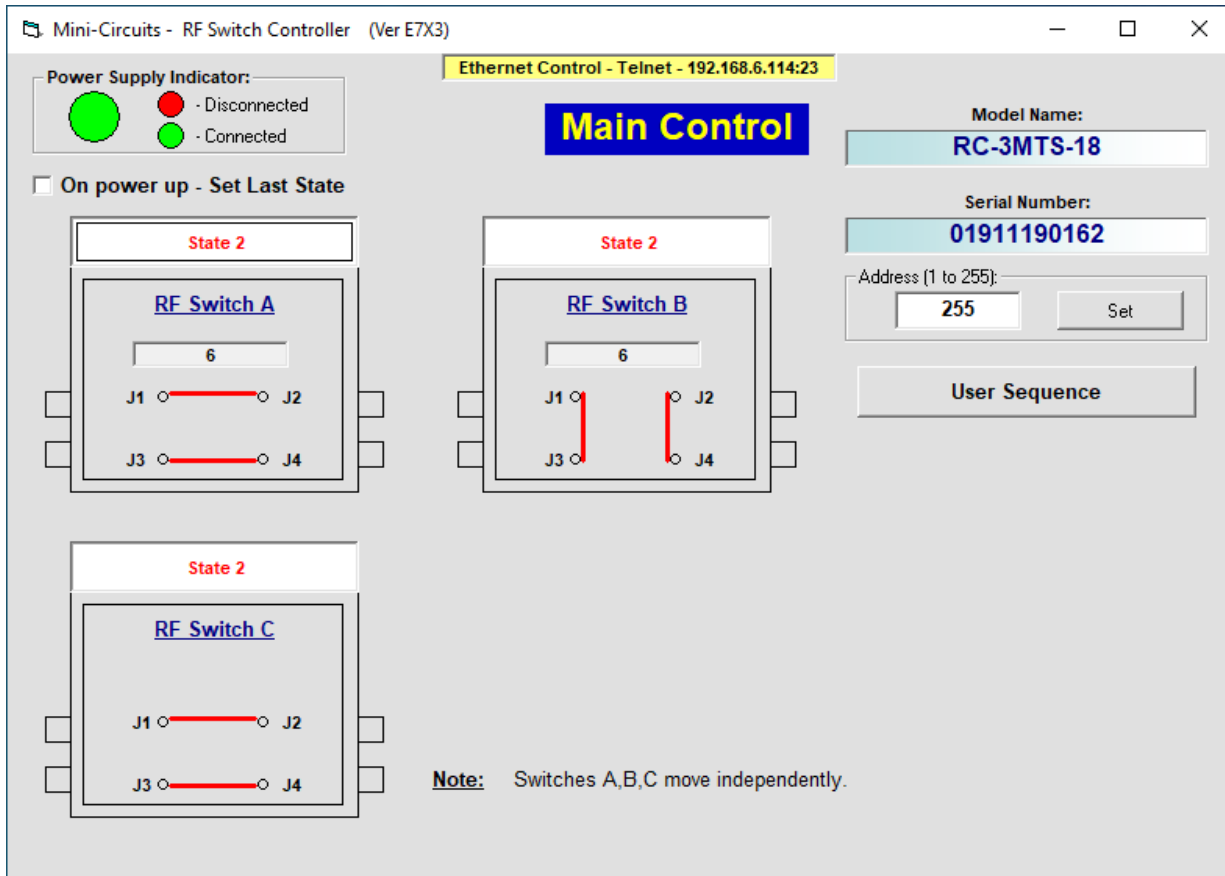 Mini-Circuits - RF Switch Controller (Ver E7X3)
Ethernet Control - Telnet - 192.168.6.114:23
Power Supply Indicator:
- Disconnected
- Connected
Main Control
Model Name:
RC-3MTS-18
On power up - Set Last State
Serial Number:
01911190162
State 2
State 2
Address (1 to 255):
255
Set
RF Switch A
RF Switch B
6
6
User Sequence
J1 J2
J1 J2
J3 J4
J3 J4
State 2
RF Switch C
J1 J2
J3 J4
Note: Switches A,B,C move independently.